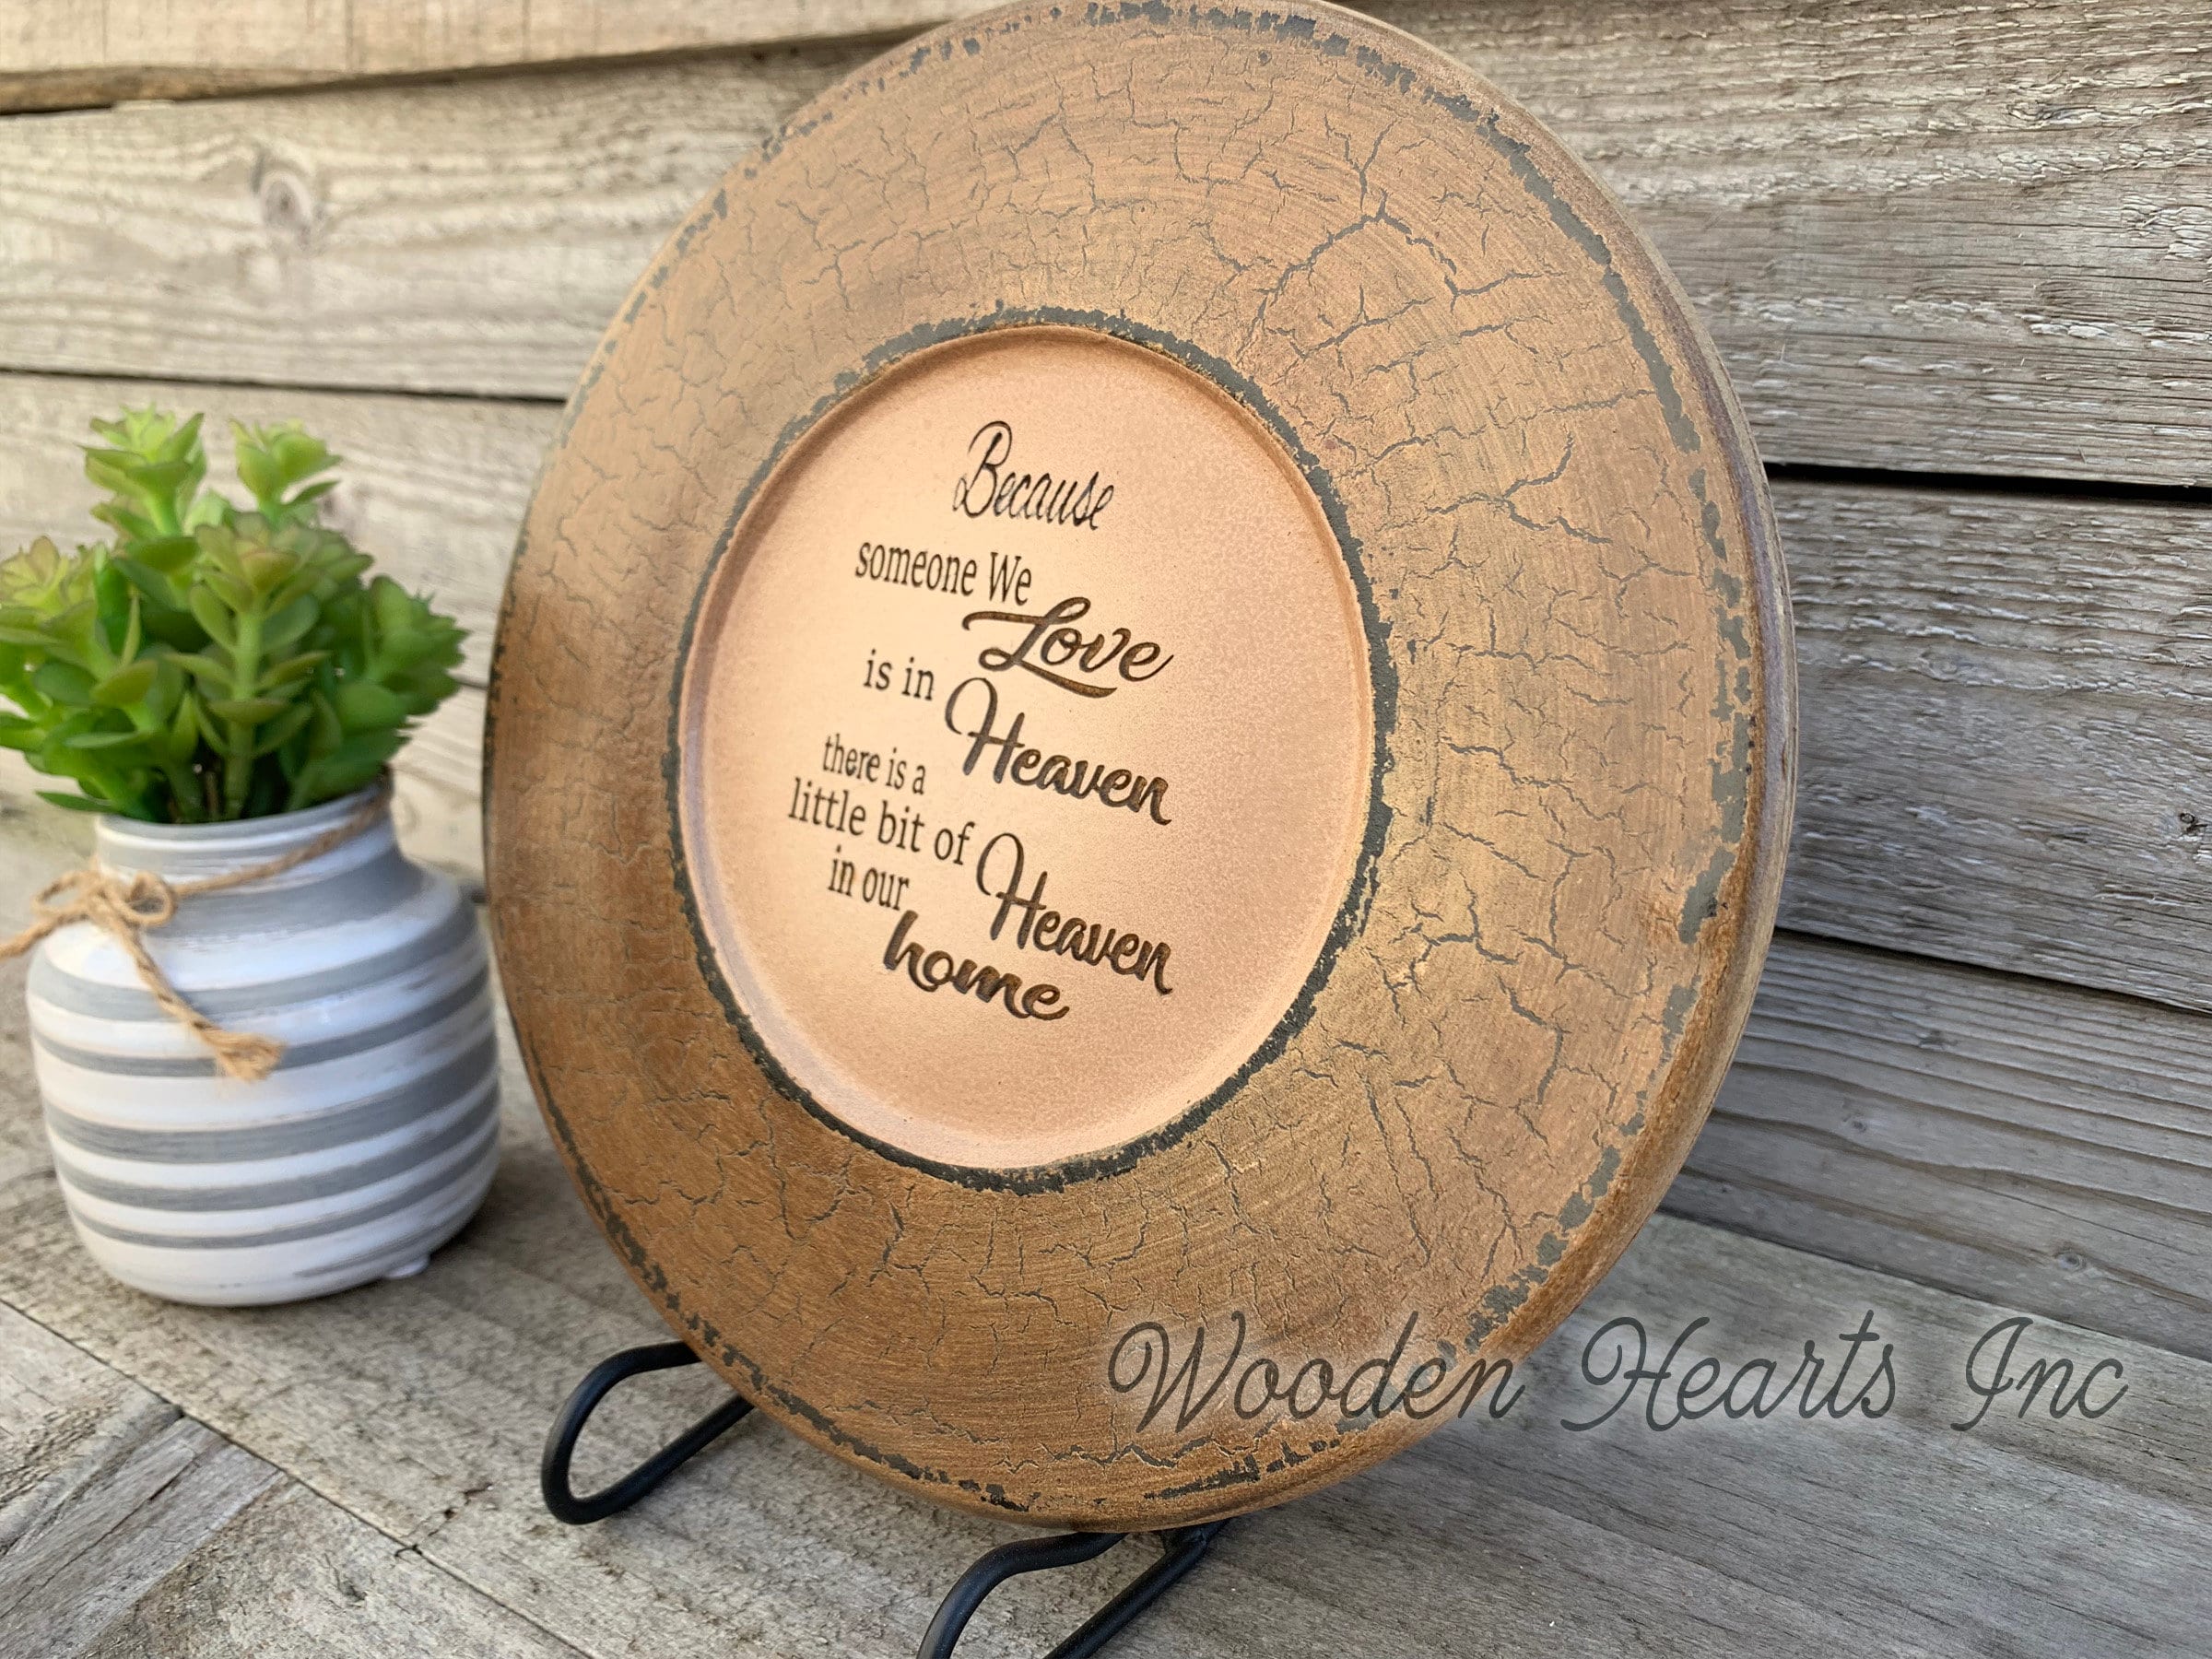 Because
someone We
Love
is in
Heaven
there is a
little bit of
Heaven
in our
home
Wooden Hearts Inc